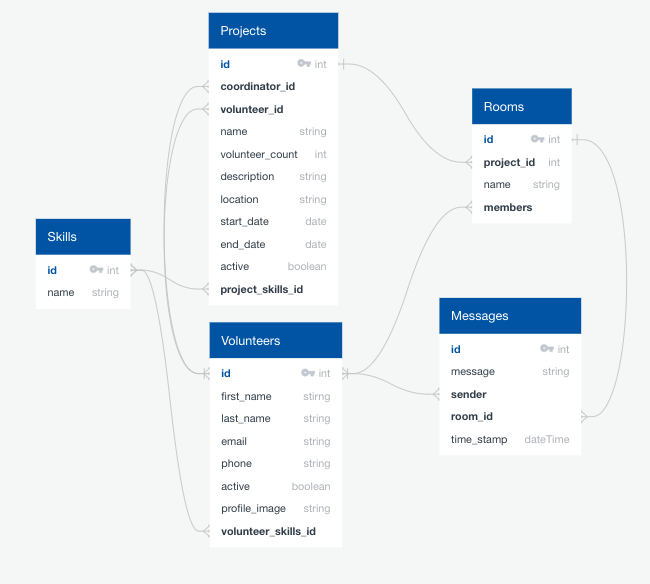 Projects
id int
coordinator_id
volunteer_id
name string
volunteer_count int
description string
location string
start_date date
end_date date
active boolean
project_skills_id
Rooms
id int
project_id int
name string
members
Skills
id int
name string
Volunteers
id int
first_name stirng
last_name string
email string
phone string
active boolean
profile_image string
volunteer_skills_id
Messages
id int
message string
sender
room_id
time_stamp dateTime